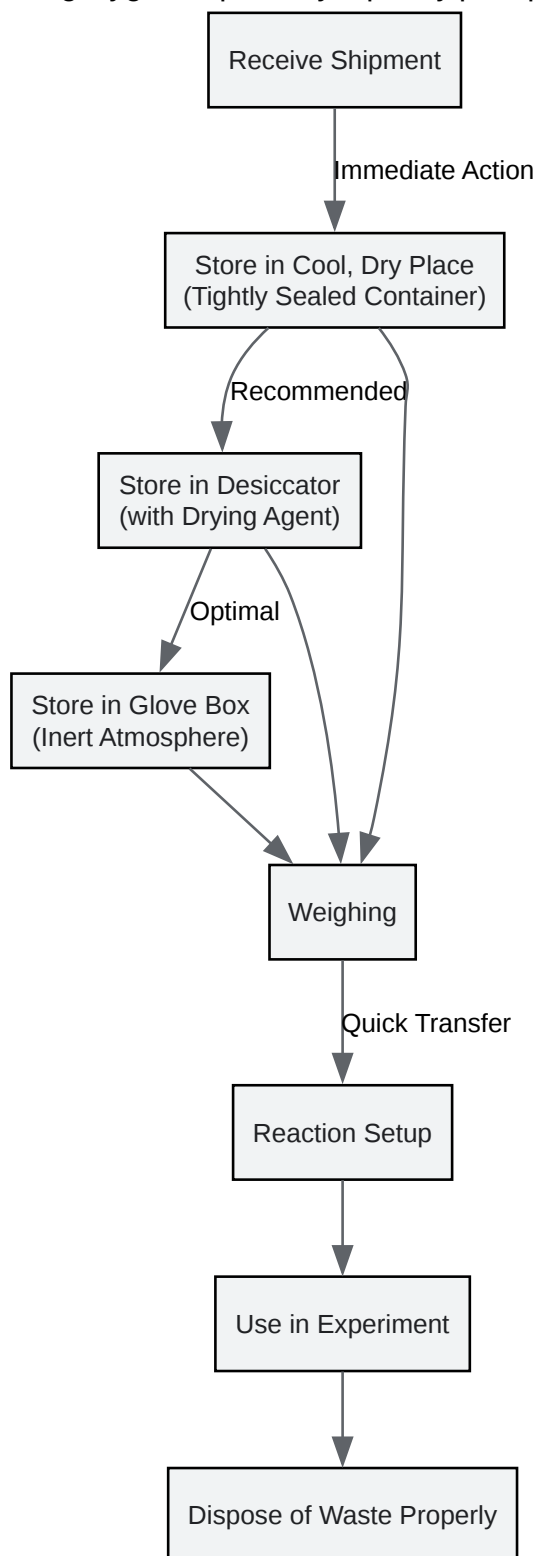 Receive Shipment
Immediate Action
Store in Cool, Dry Place
(Tightly Sealed Container)
Recommended
Store in Desiccator
(with Drying Agent)
Optimal
Store in Glove Box
(Inert Atmosphere)
Weighing
Quick Transfer
Reaction Setup
Use in Experiment
Dispose of Waste Properly